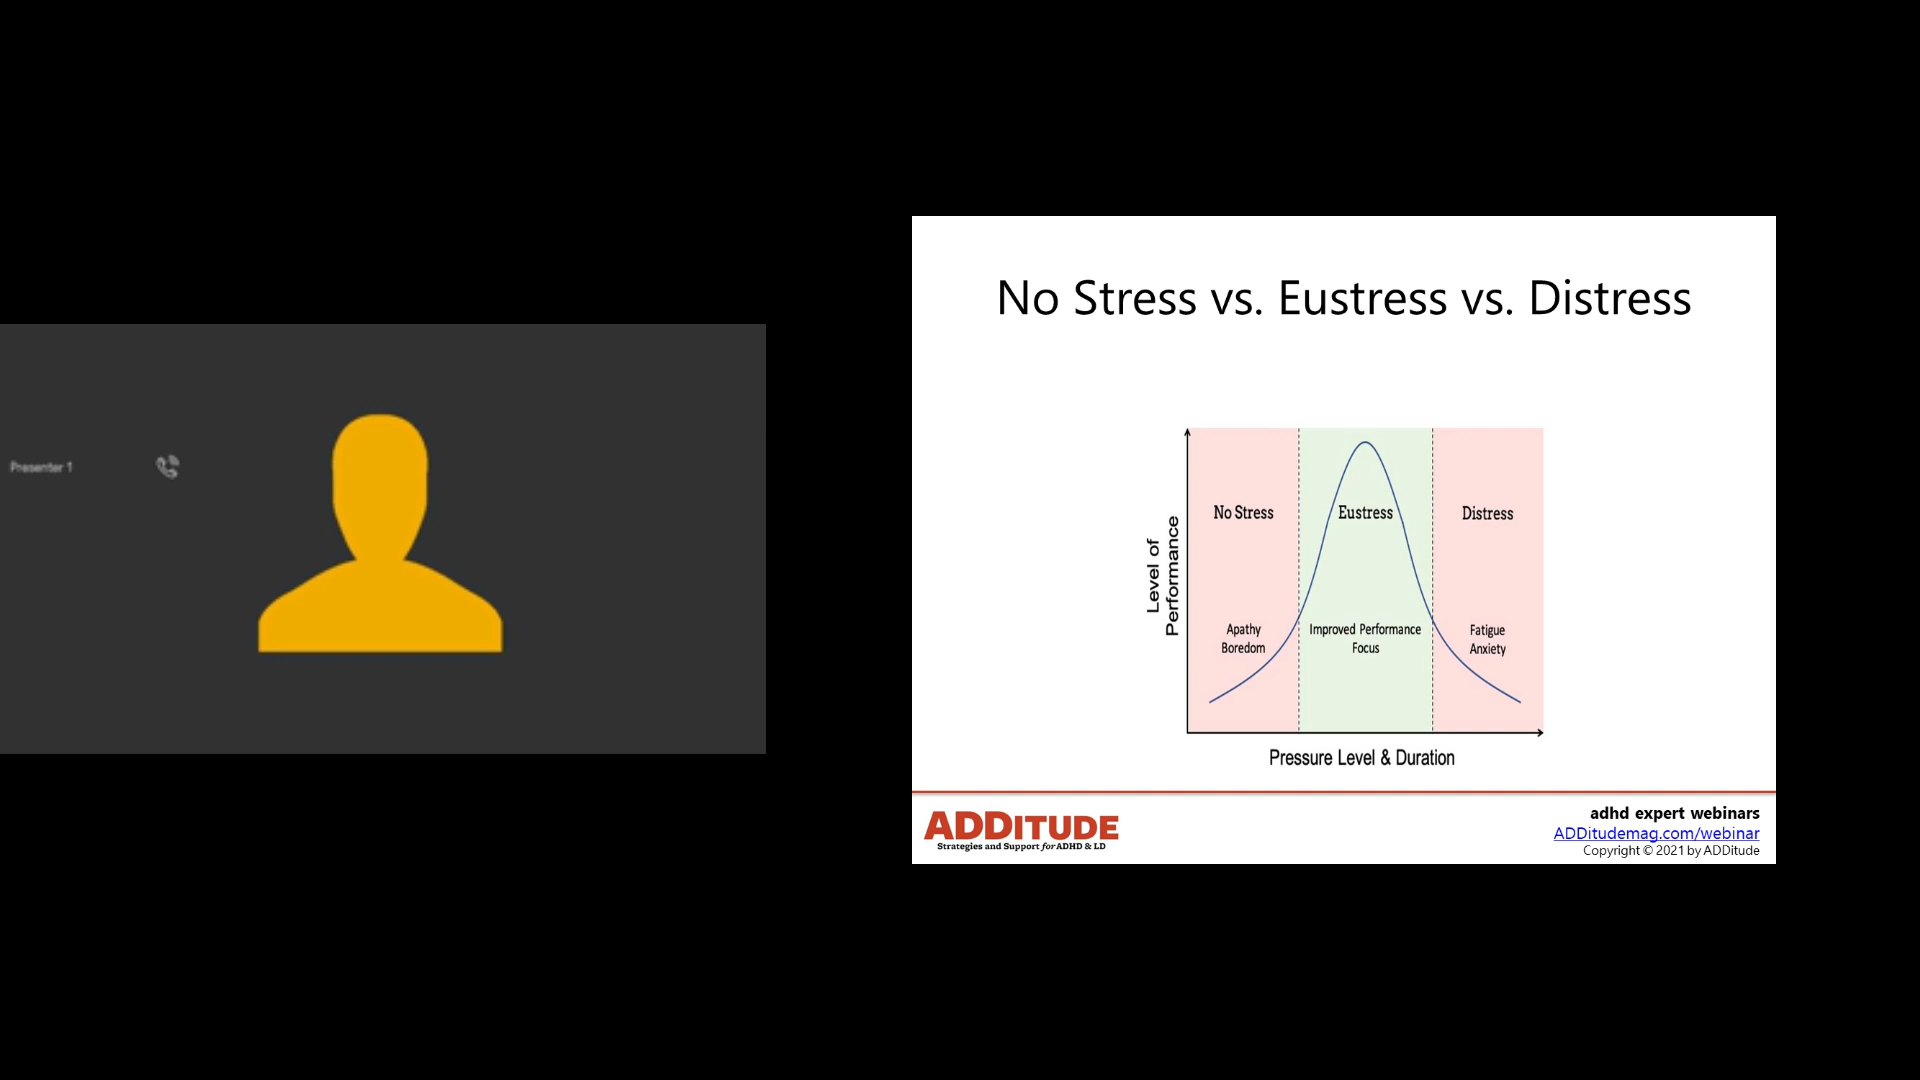 Presenter 1
No Stress vs. Eustress vs. Distress
Level of
Performance
No Stress
Eustress
Distress
Apathy
Boredom
Improved Performance
Focus
Fatigue
Anxiety
Pressure Level & Duration
ADDITUDE
Strategies and Support for ADHD & LD
adhd expert webinars
ADDitudemag.com/webinar
Copyright © 2021 by ADDitude